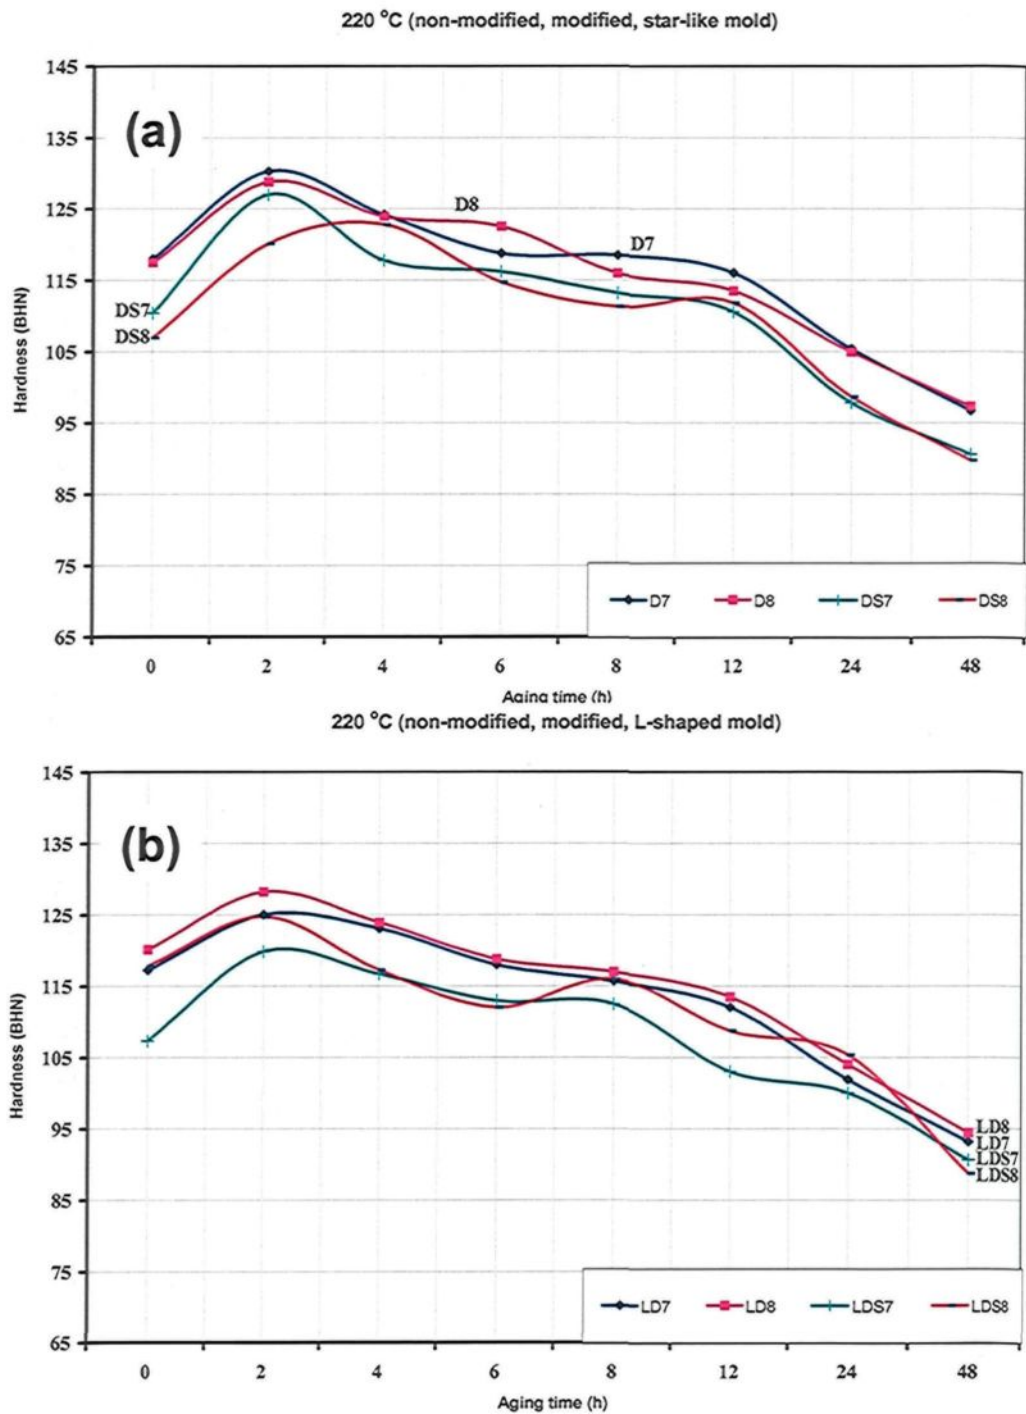 220 °C (non-modified, modified, star-like mold)
145
(a)
135
125
D8
D7
115
DS7
DS8
105
95
85
75
65
Hardness (BHN)
D7 D8 DS7 DS8
0 2 4 6 8 12 24 48
Aging time (h)
220 °C (non-modified, modified, L-shaped mold)
145
(b)
135
125
115
105
95
85
75
65
Hardness (BHN)
LD8
LD7
LDS7
LDS8
LD7 LD8 LDS7 LDS8
0 2 4 6 8 12 24 48
Aging time (h)